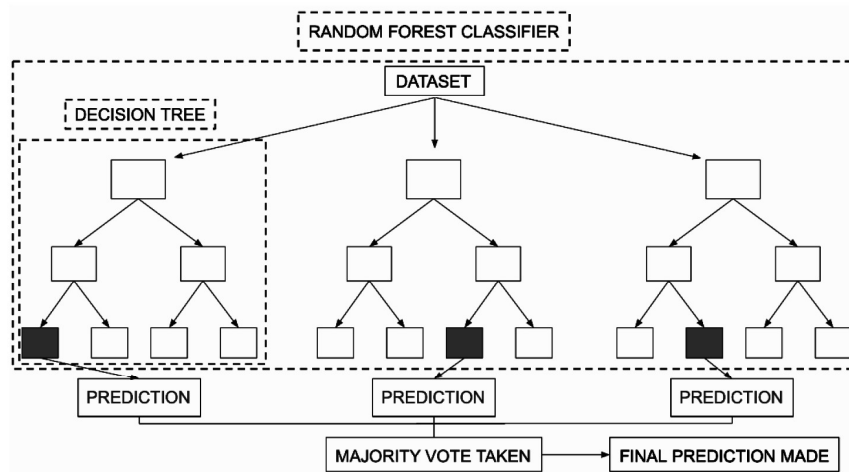 RANDOM FOREST CLASSIFIER
DATASET
DECISION TREE
PREDICTION
PREDICTION
PREDICTION
MAJORITY VOTE TAKEN
FINAL PREDICTION MADE